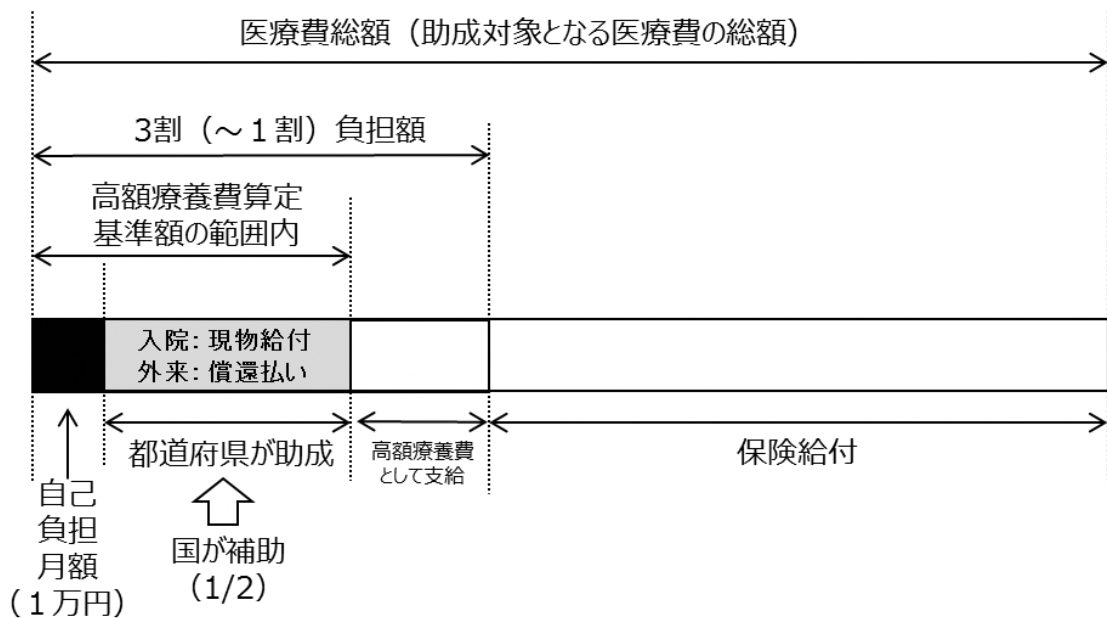 医療費総額（助成対象となる医療費の総額）
3割（～１割）負担額
高額療養費算定
基準額の範囲内
入院：現物給付
外来：償還払い
都道府県が助成
高額療養費
として支給
保険給付
自己
負担
月額
（１万円）
国が補助
（1/2）